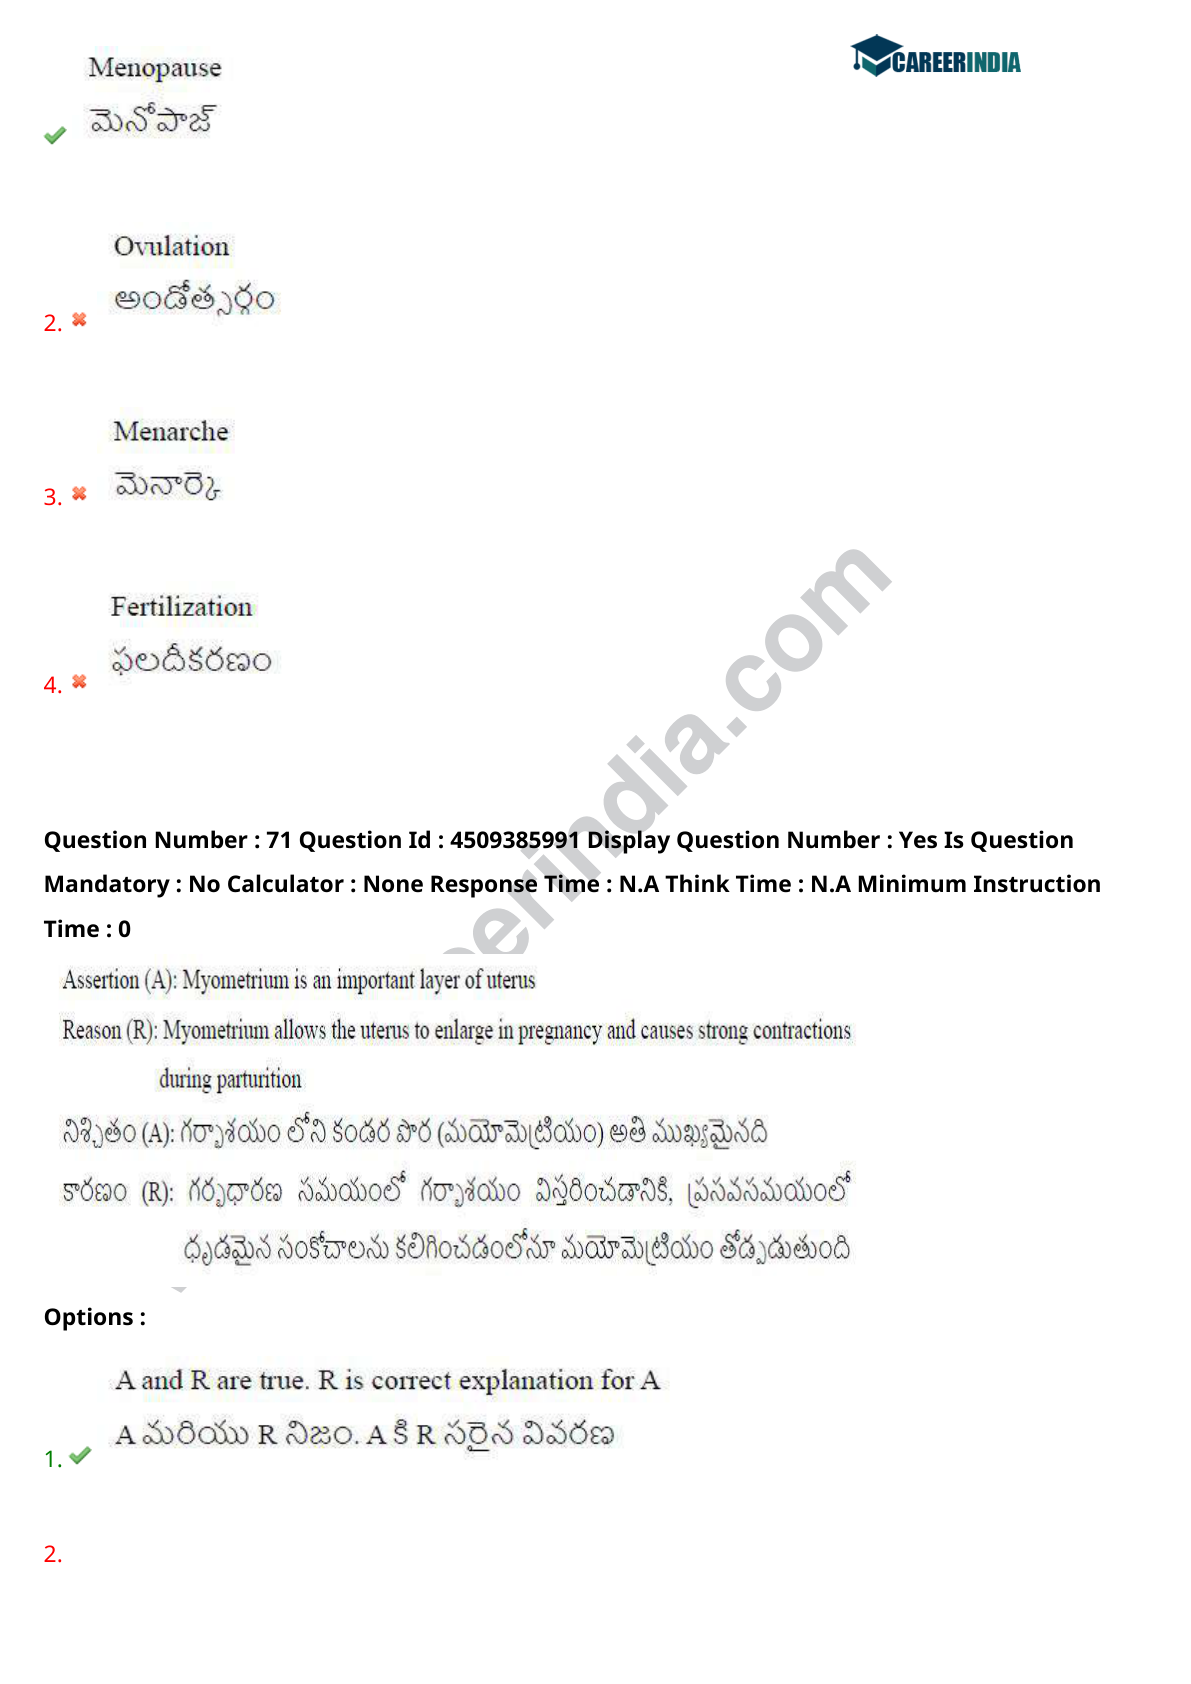 CAREERINDIA
Menopause
మెనోపాజ్
Ovulation
అండోత్సర్గం
2.
Menarche
మెనార్కె
3.
Fertilization
ఫలదీకరణం
4.
Question Number : 71 Question Id : 4509385991 Display Question Number : Yes Is Question
Mandatory : No Calculator : None Response Time : N.A Think Time : N.A Minimum Instruction
Time : 0
Assertion (A): Myometrium is an important layer of uterus
Reason (R): Myometrium allows the uterus to enlarge in pregnancy and causes strong contractions
during parturition
నిశ్చితం (A): గర్భాశయం లోని కండర పొర (మయోమెట్రియం) అతి ముఖ్యమైనది
కారణం (R): గర్భధారణ సమయంలో గర్భాశయం విస్తరించడానికి, ప్రసవసమయంలో
ధృడమైన సంకోచాలను కలిగించడంలోనూ మయోమెట్రియం తోడ్పడుతుంది
Options :
A and R are true. R is correct explanation for A
A మరియు R నిజం. A కి R సరైన వివరణ
1.
2.
erindia.com